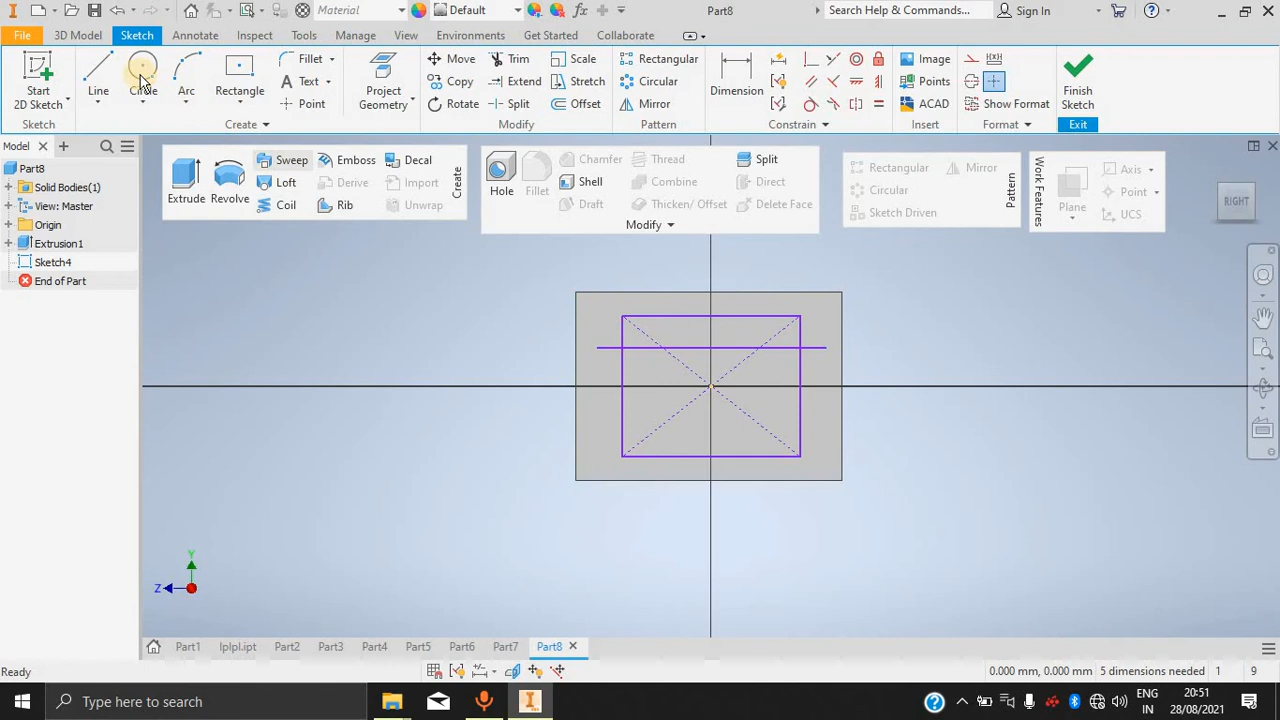 Material
Default
Part8
Search Help & Commands...
Sign In
File
3D Model
Sketch
Annotate
Inspect
Tools
Manage
View
Environments
Get Started
Collaborate
Start
2D Sketch
Line
Circle
Arc
Rectangle
Fillet
Text
Point
Project
Geometry
Move
Copy
Rotate
Trim
Extend
Split
Scale
Stretch
Offset
Rectangular
Circular
Mirror
Dimension
Image
Points
ACAD
Show Format
Finish
Sketch
Sketch
Create
Modify
Pattern
Constrain
Insert
Format
Exit
Model
Part8
Solid Bodies(1)
View: Master
Origin
Extrusion1
Sketch4
End of Part
Extrude
Revolve
Sweep
Loft
Coil
Emboss
Derive
Rib
Decal
Import
Unwrap
Create
Hole
Fillet
Chamfer
Shell
Draft
Thread
Combine
Thicken/ Offset
Split
Direct
Delete Face
Modify
Rectangular
Mirror
Circular
Sketch Driven
Pattern
Work Features
Plane
Axis
Point
UCS
RIGHT
Y
Z
Part1
lplpl.ipt
Part2
Part3
Part4
Part5
Part6
Part7
Part8
Ready
0.000 mm, 0.000 mm
5 dimensions needed
1
9
Type here to search
ENG
IN
20:51
28/08/2021